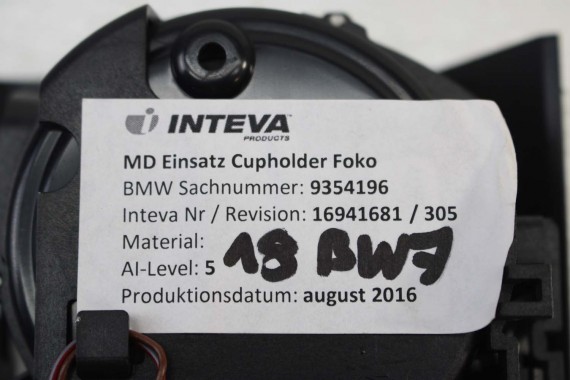 INTEVA
PRODUCTS
MD Einsatz Cupholder Foko
BMW Sachnummer: 9354196
Inteva Nr / Revision: 16941681 / 305
Material:
18 BW7
AI-Level: 5
Produktionsdatum: august 2016